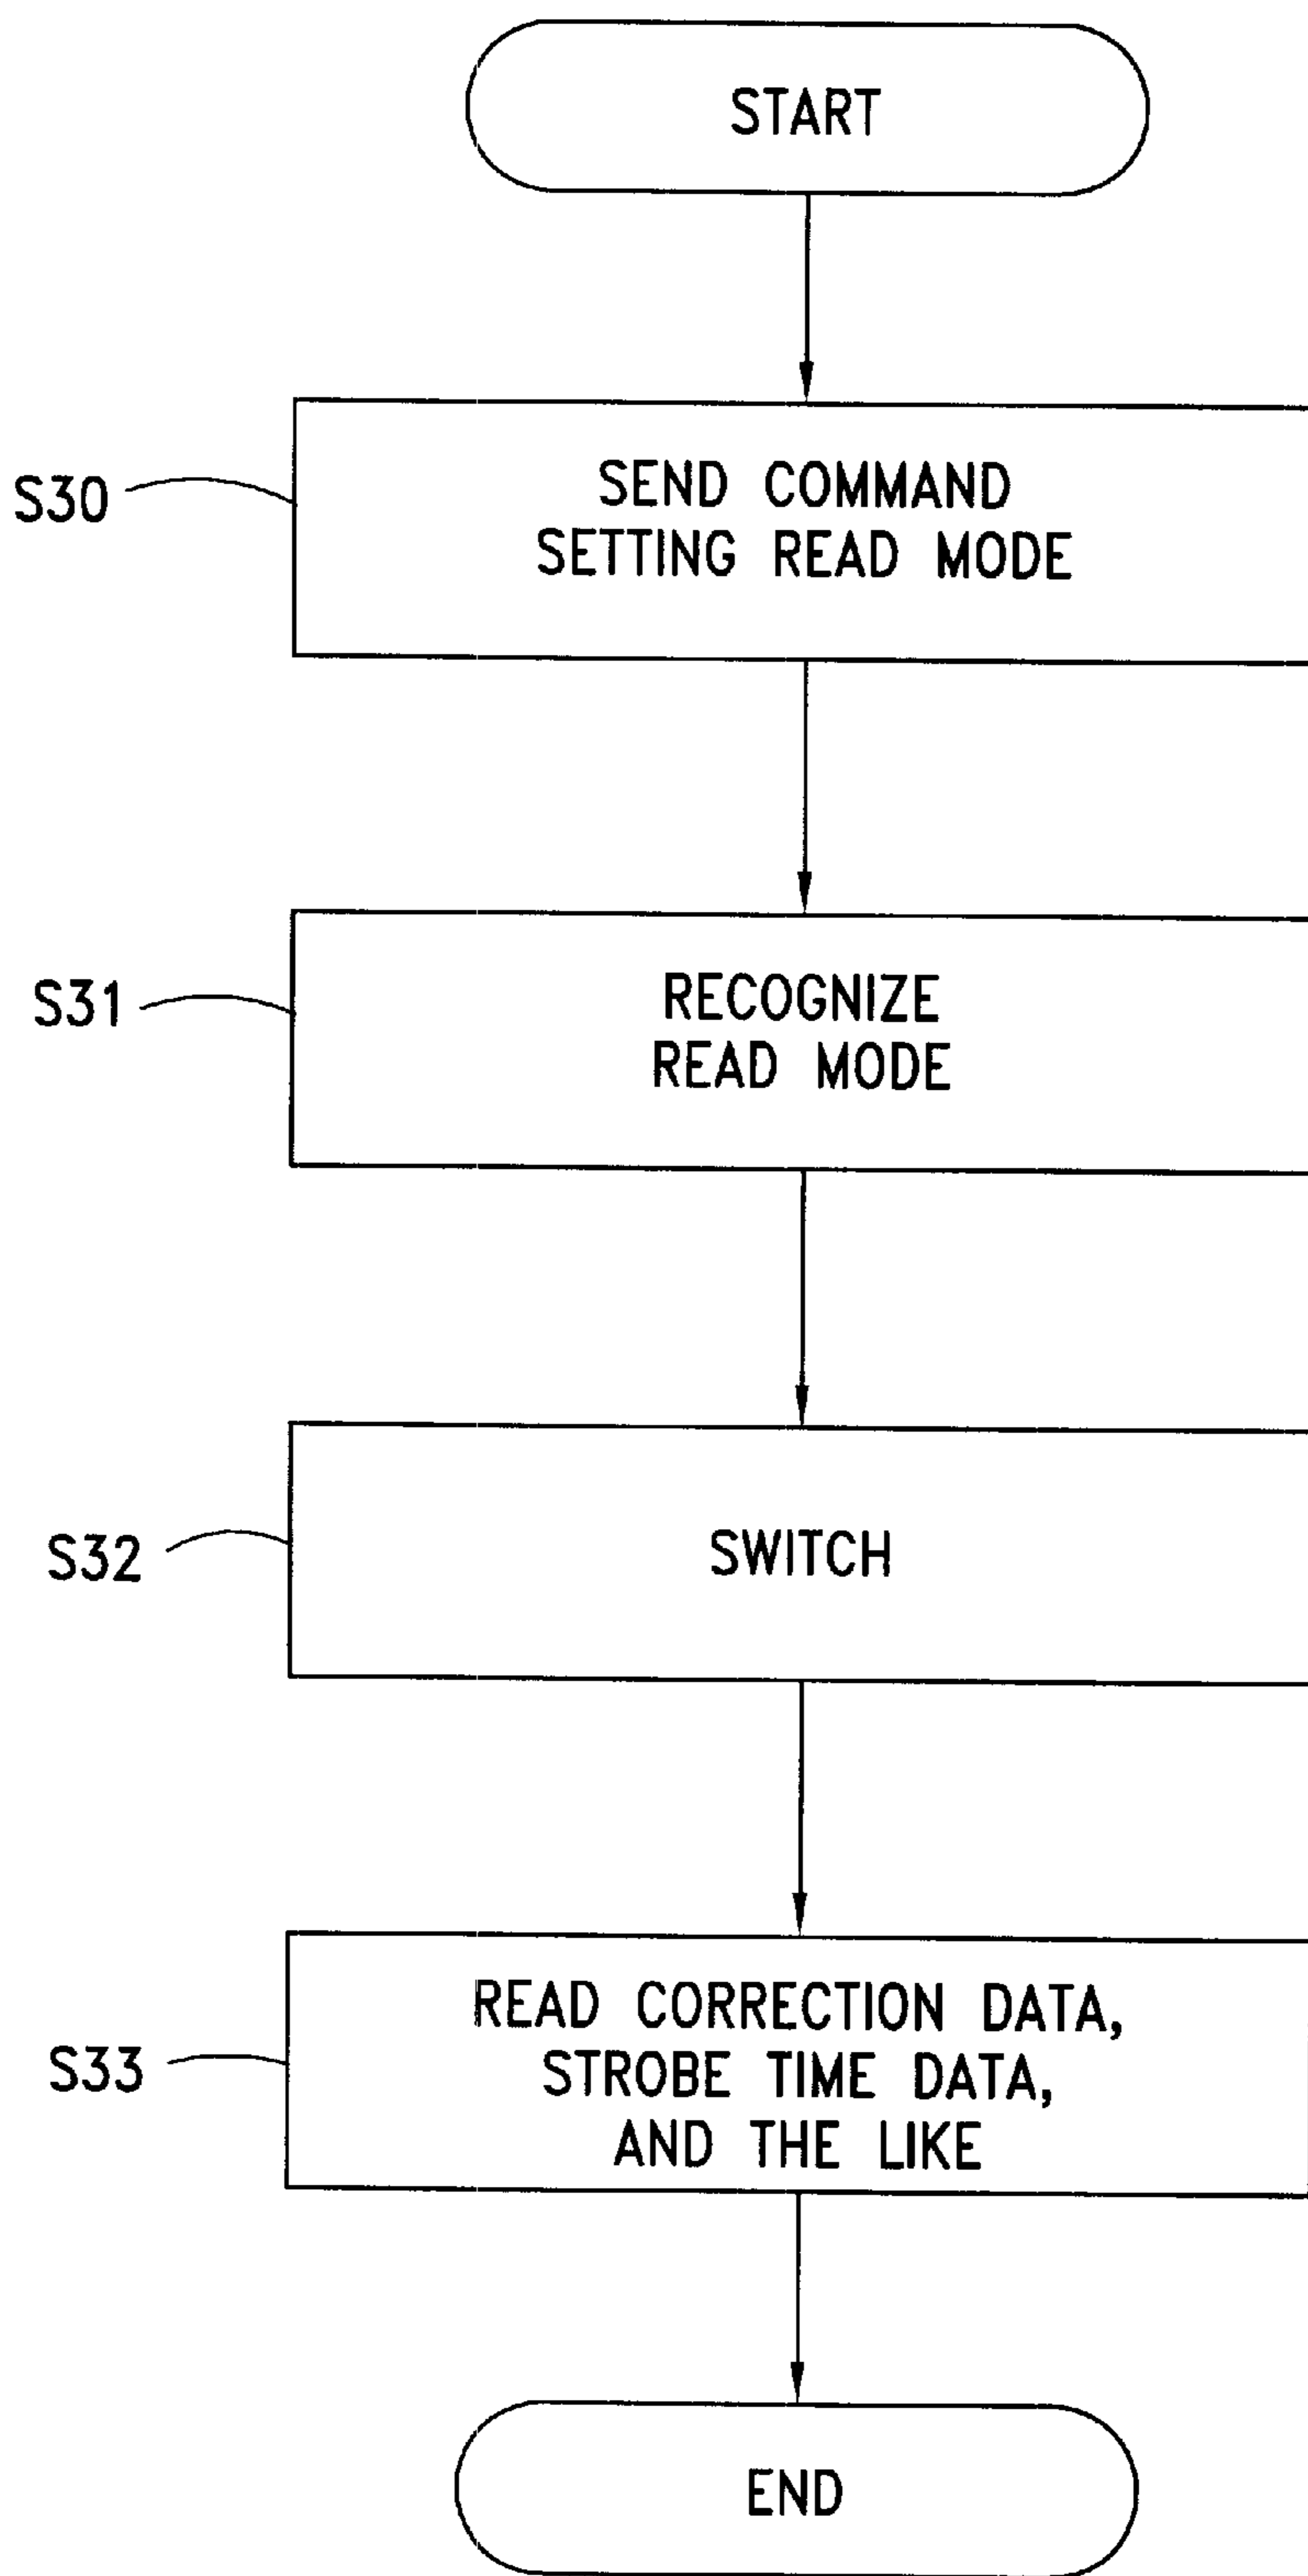 START
S30
SEND COMMAND
SETTING READ MODE
S31
RECOGNIZE
READ MODE
S32
SWITCH
S33
READ CORRECTION DATA,
STROBE TIME DATA,
AND THE LIKE
END